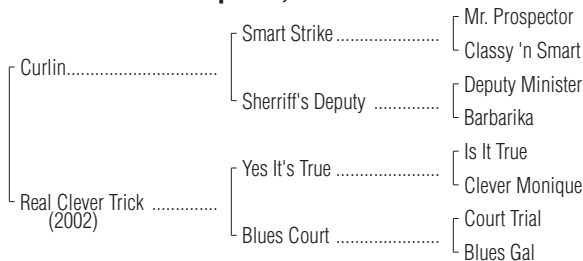 Mr. Prospector
Smart Strike ....................
Classy 'n Smart
Curlin.............................
Deputy Minister
Sherriff's Deputy .............
Barbarika
Is It True
Yes It's True ....................
Clever Monique
Real Clever Trick .............
(2002)
Court Trial
Blues Court ....................
Blues Gal